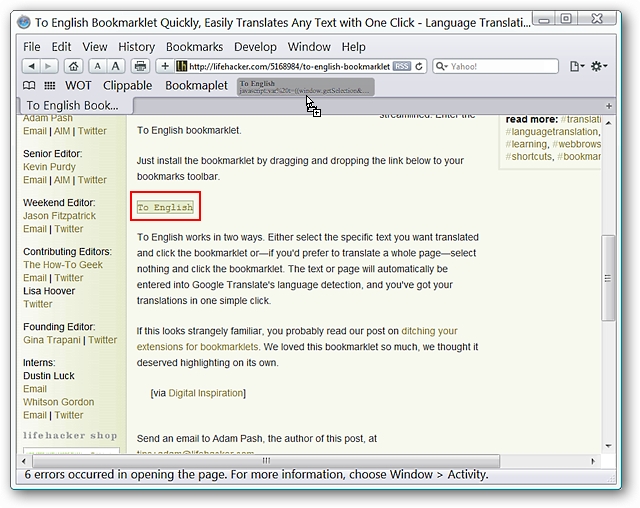 To English Bookmarklet Quickly, Easily Translates Any Text with One Click - Language Translati...
File Edit View History Bookmarks Develop Window Help
A A http://lifehacker.com/5168984/to-english-bookmarklet RSS Yahoo!
WOT Clippable Bookmaplet
To English
javascript:var%20t=((window.getSelection&...
To English Book...
streamlined. Enter the
To English bookmarklet.
Just install the bookmarklet by dragging and dropping the link below to your
bookmarks toolbar.
To English
To English works in two ways. Either select the specific text you want translated
and click the bookmarklet or—if you'd prefer to translate a whole page—select
nothing and click the bookmarklet. The text or page will automatically be
entered into Google Translate's language detection, and you've got your
translations in one simple click.
If this looks strangely familiar, you probably read our post on ditching your
extensions for bookmarklets. We loved this bookmarklet so much, we thought it
deserved highlighting on its own.
[via Digital Inspiration]
Send an email to Adam Pash, the author of this post, at
tips+adam@lifehacker.com
Adam Pash
Email | AIM | Twitter
Senior Editor:
Kevin Purdy
Email | AIM | Twitter
Weekend Editor:
Jason Fitzpatrick
Email | Twitter
Contributing Editors:
The How-To Geek
Email | Twitter
Lisa Hoover
Twitter
Founding Editor:
Gina Trapani | Twitter
Interns:
Dustin Luck
Email
Whitson Gordon
Email | Twitter
lifehacker shop
read more: #translati
#languagetranslation,
#learning, #webbrows
#shortcuts, #bookmar
6 errors occurred in opening the page. For more information, choose Window > Activity.